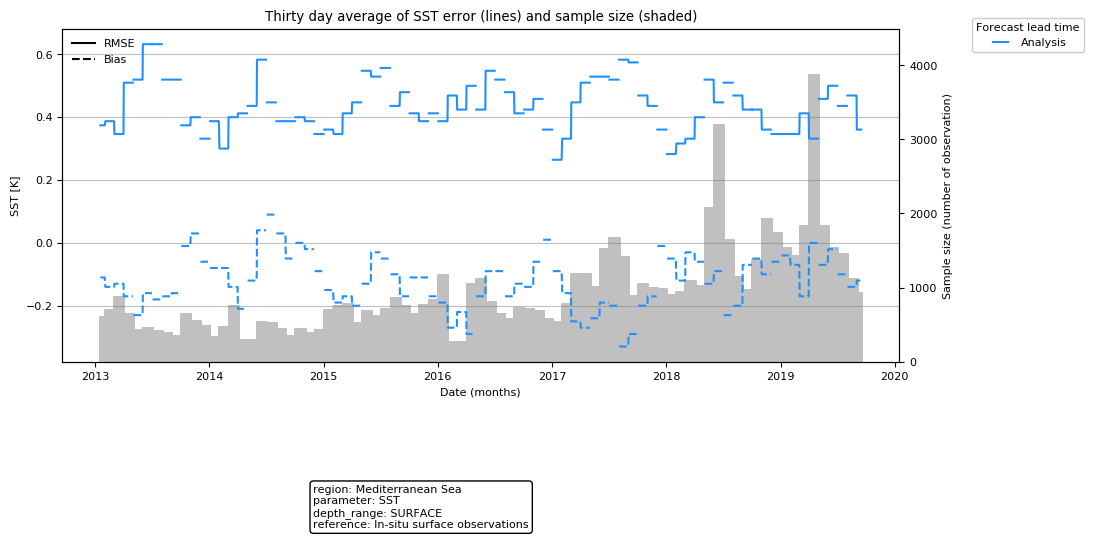 Thirty day average of SST error (lines) and sample size (shaded)
Forecast lead time
Analysis
RMSE
Bias
0.6
0.4
0.2
0.0
−0.2
SST [K]
4000
3000
2000
1000
0
Sample size (number of observation)
2013
2014
2015
2016
2017
2018
2019
2020
Date (months)
region: Mediterranean Sea
parameter: SST
depth_range: SURFACE
reference: In-situ surface observations